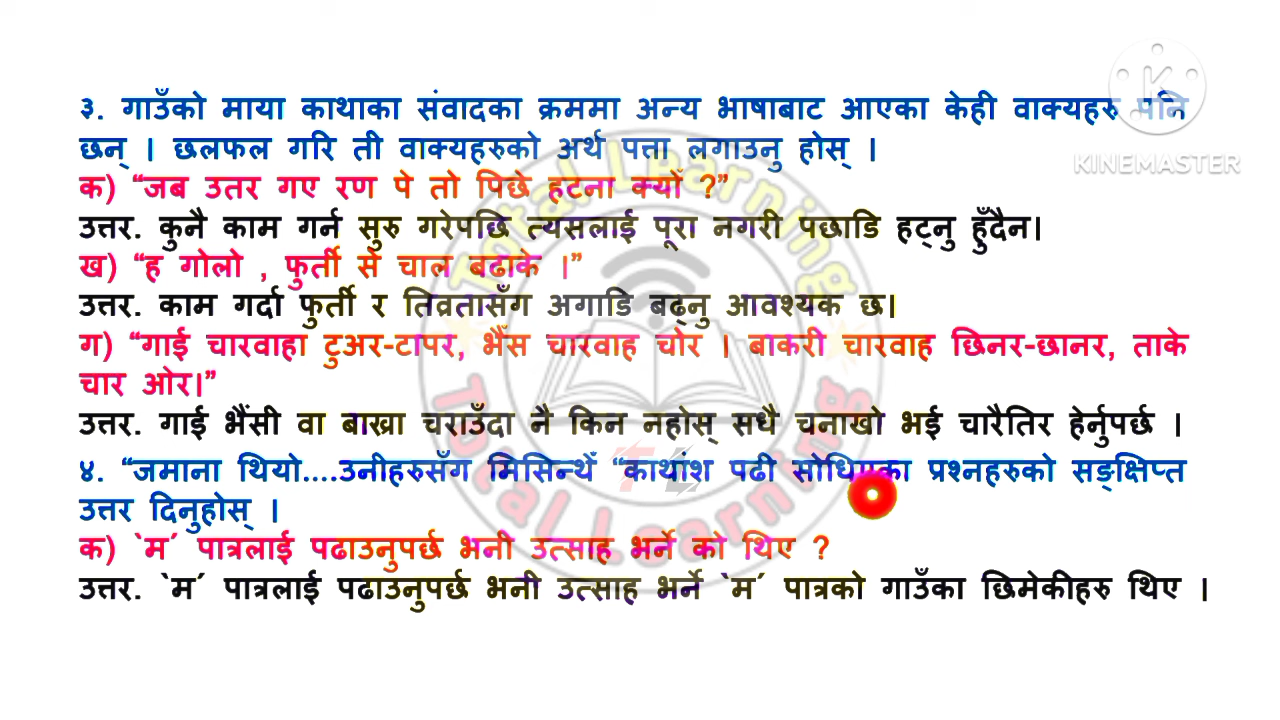 KINEMASTER
३. गाउँको माया काथाका संवादका क्रममा अन्य भाषाबाट आएका केही वाक्यहरु पनि
छन् । छलफल गरि ती वाक्यहरुको अर्थ पत्ता लगाउनु होस् ।
क) “जब उतर गए रण पे तो पिछे हटना क्यों ?”
उत्तर. कुनै काम गर्न सुरु गरेपछि त्यसलाई पूरा नगरी पछाडि हट्नु हुँदैन।
ख) “ह गोलो , फुर्ती से चाल बढाके ।”
उत्तर. काम गर्दा फुर्ती र तिव्रतासँग अगाडि बढ्नु आवश्यक छ।
ग) “गाई चारवाहा टुअर-टापर, भैँस चारवाह चोर । बाकरी चारवाह छिनर-छानर, ताके
चार ओर।”
उत्तर. गाई भैंसी वा बाख्रा चराउँदा नै किन नहोस् सधै चनाखो भई चारैतिर हेर्नुपर्छ ।
४. “जमाना थियो....उनीहरुसँग मिसिन्थेँ “काथांश पढी सोधिएका प्रश्नहरुको सङ्क्षिप्त
उत्तर दिनुहोस् ।
क) `म´ पात्रलाई पढाउनुपर्छ भनी उत्साह भर्ने को थिए ?
उत्तर. `म´ पात्रलाई पढाउनुपर्छ भनी उत्साह भर्ने `म´ पात्रको गाउँका छिमेकीहरु थिए ।
Total Learning
Total Learning